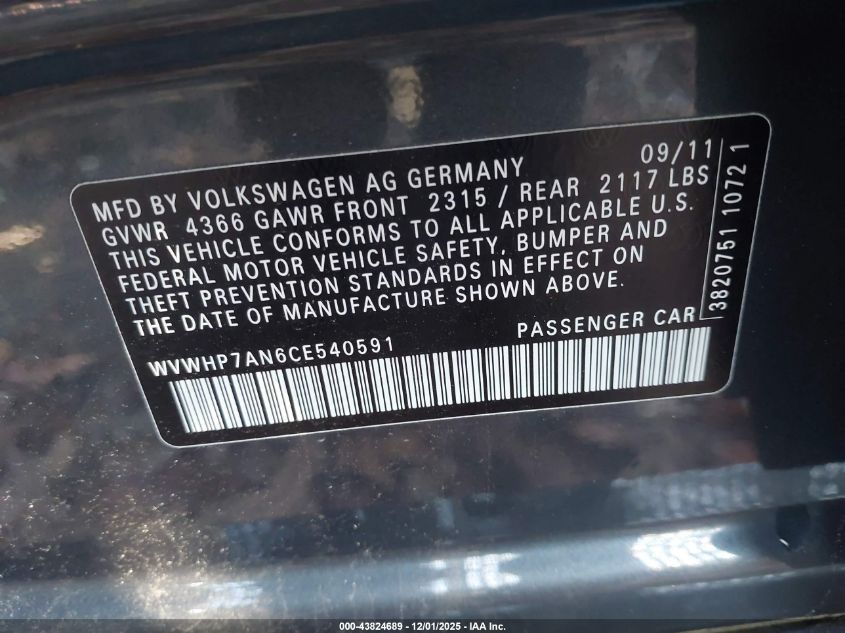 09/11
MFD BY VOLKSWAGEN AG GERMANY
GVWR 4366 GAWR FRONT 2315 / REAR 2117 LBS
THIS VEHICLE CONFORMS TO ALL APPLICABLE U.S.
FEDERAL MOTOR VEHICLE SAFETY, BUMPER AND
THEFT PREVENTION STANDARDS IN EFFECT ON
THE DATE OF MANUFACTURE SHOWN ABOVE.
WVWHP7AN6CE540591
PASSENGER CAR
3820751 1072 1
000-43824689 - 12/01/2025 - IAA Inc.